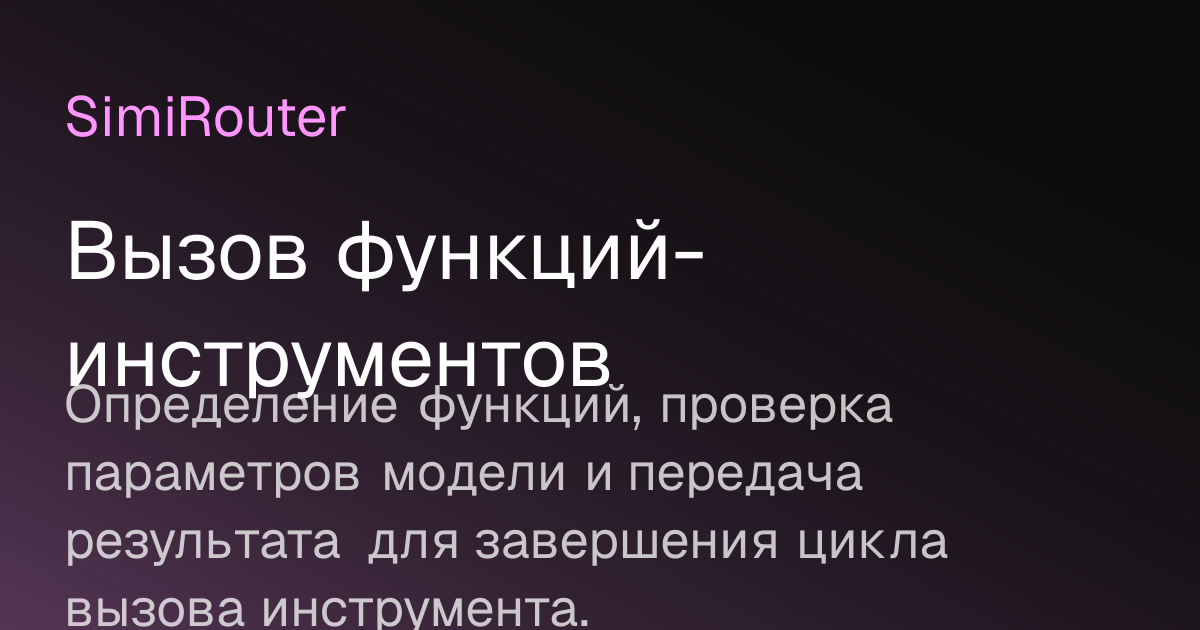 SimiRouter
Вызов функций-
инструментов
Определение функций, проверка
параметров модели и передача
результата для завершения цикла
вызова инструмента.